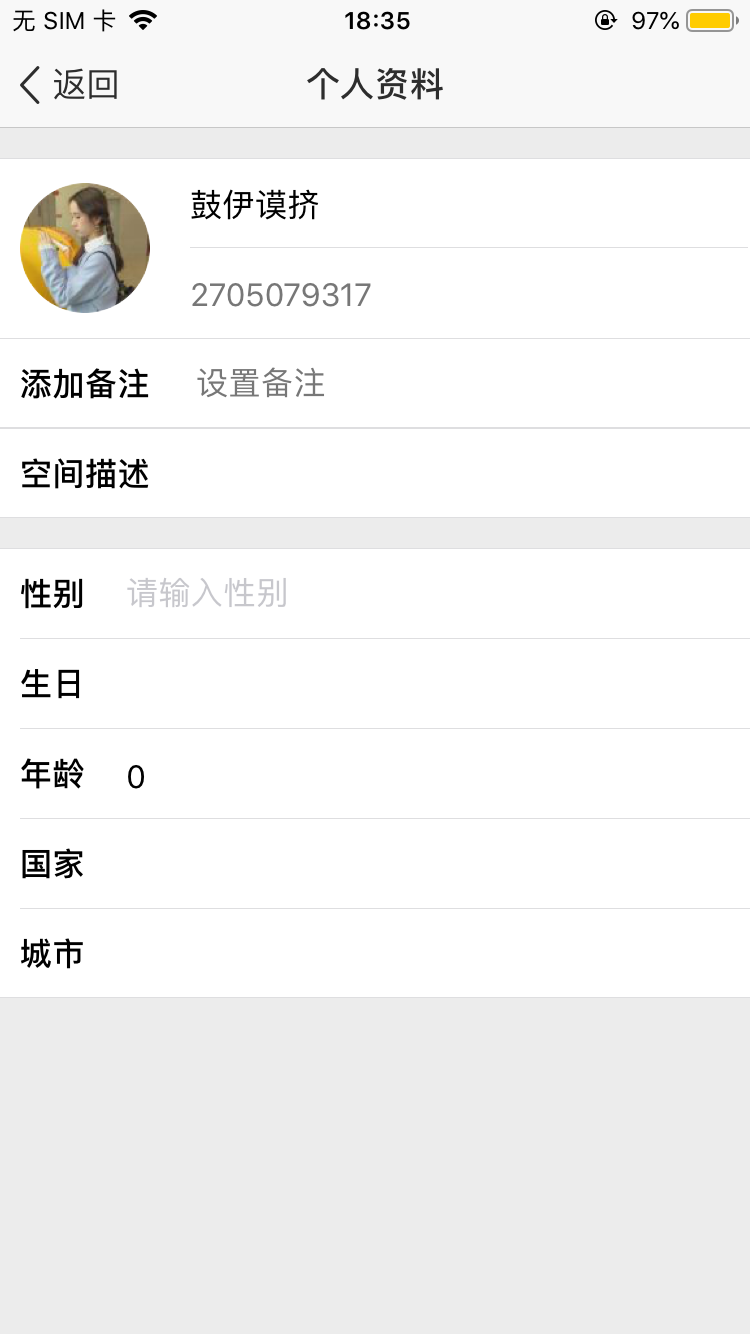 无 SIM 卡 18:35 97%
返回 个人资料
鼓伊谟挤
2705079317
添加备注 设置备注
空间描述
性别 请输入性别
生日
年龄 0
国家
城市